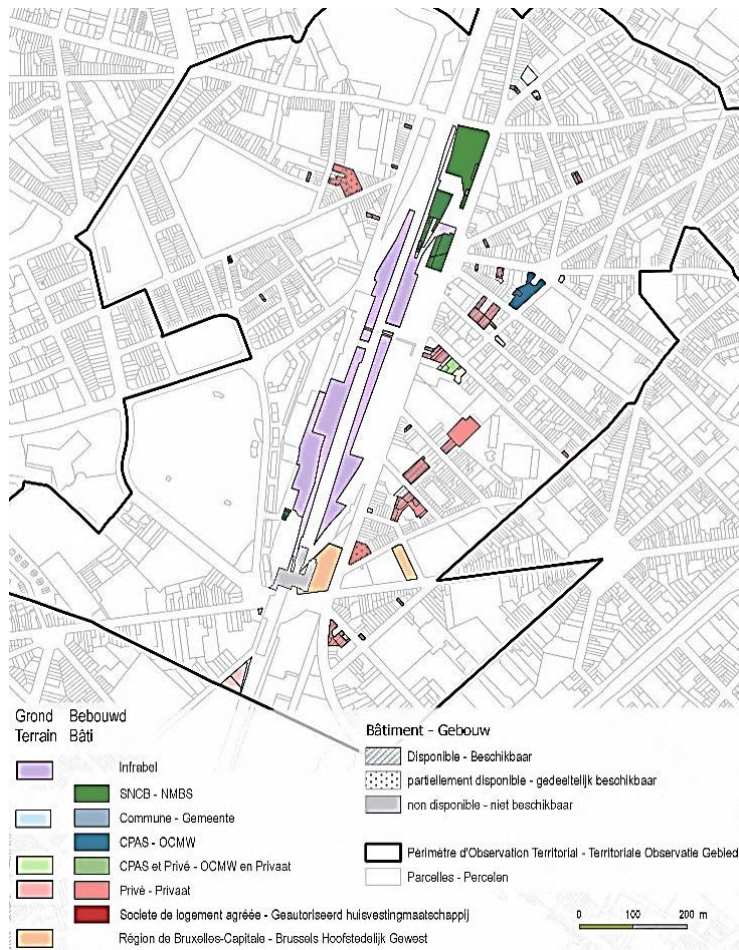 Grond Bebouwd
Terrain Bâti
Infrabel
SNCB - NMBS
Commune - Gemeente
CPAS - OCMW
CPAS et Privé - OCMW en Privaat
Privé - Privaat
Societe de logement agréée - Geautoriseerd huisvestingmaatschappij
Région de Bruxelles-Capitale - Brussels Hoofstedelijk Gewest
Bâtiment - Gebouw
Disponible - Beschikbaar
partiellement disponible - gedeeltelijk beschikbaar
non disponible - niet beschikbaar
Périmètre d'Observation Territorial - Territoriale Observatie Gebied
Parcelles - Percelen
0 100 200 m